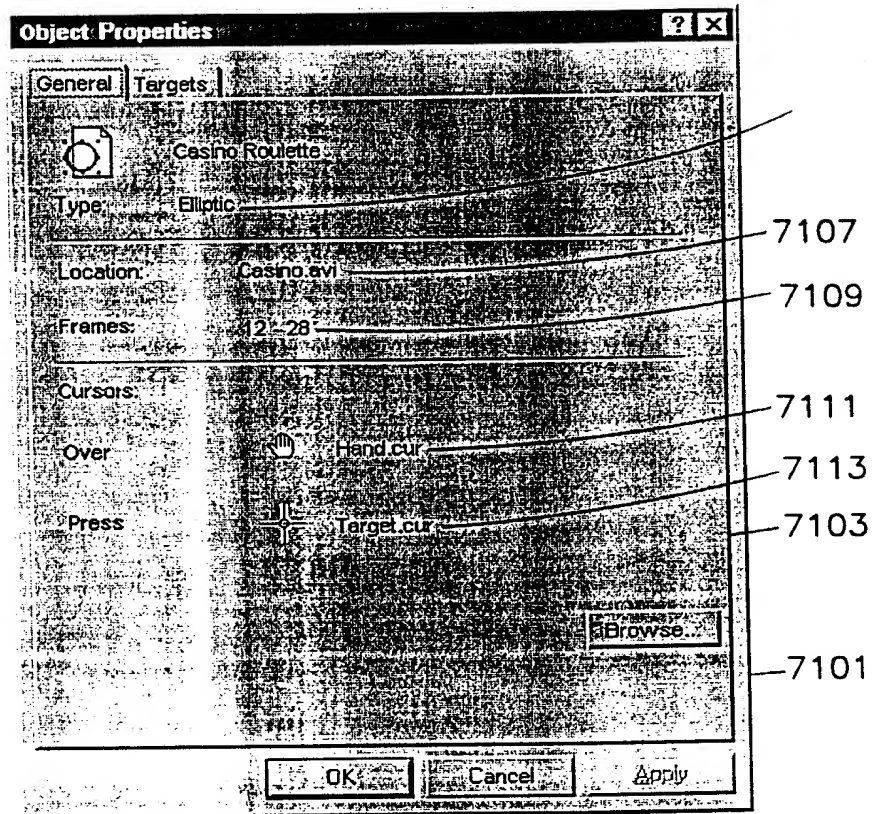 Object Properties ? X
General Targets
Casino Roulette
Type: Elliptic
7107
Location: Casino.avi
7109
Frames: 12 - 28
Cursors:
7111
Over Hand.cur
7113
Press Target.cur
7103
Browse...
7101
OK Cancel Apply